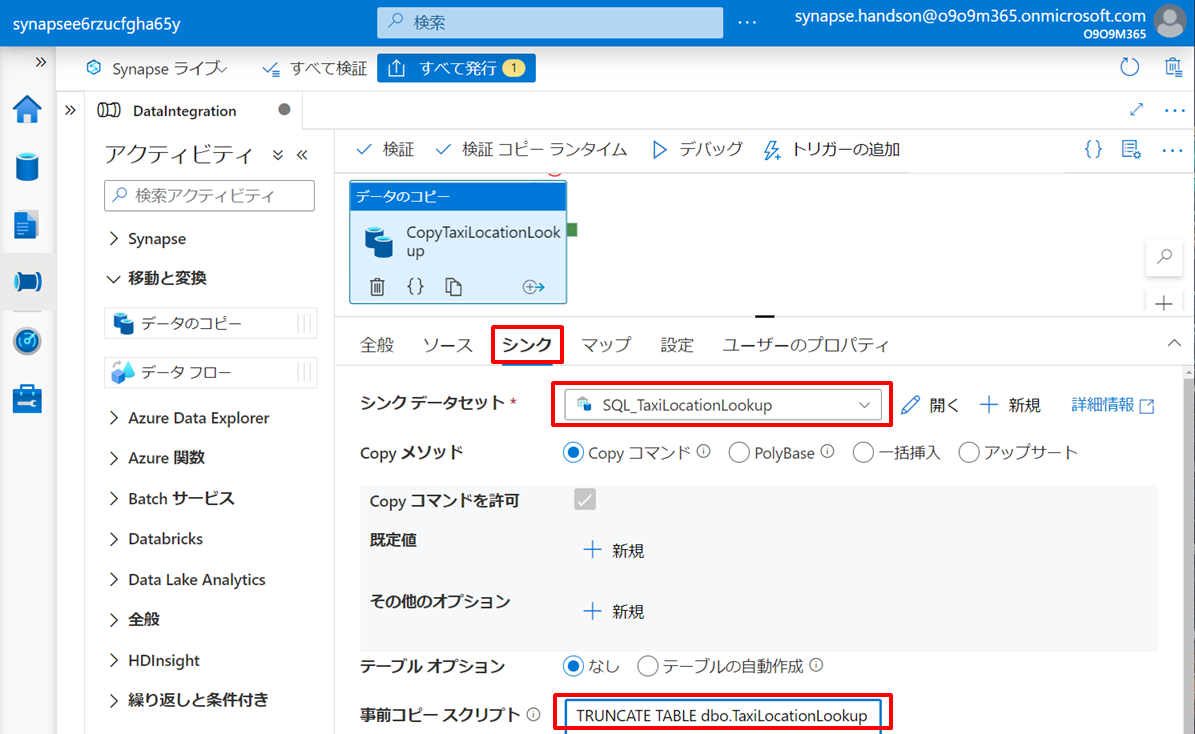 synapsee6rzucfgha65y
検索
synapse.handson@o9o9m365.onmicrosoft.com
O9O9M365
Synapse ライブ
すべて検証
すべて発行 1
DataIntegration
アクティビティ
検索アクティビティ
Synapse
移動と変換
データのコピー
データ フロー
Azure Data Explorer
Azure 関数
Batch サービス
Databricks
Data Lake Analytics
全般
HDInsight
繰り返しと条件付き
検証
検証 コピー ランタイム
デバッグ
トリガーの追加
データのコピー
CopyTaxiLocationLook
up
全般 ソース シンク マップ 設定 ユーザーのプロパティ
シンク データセット *
SQL_TaxiLocationLookup
開く
新規
詳細情報
Copy メソッド
Copy コマンド PolyBase 一括挿入 アップサート
Copy コマンドを許可
既定値
新規
その他のオプション
新規
テーブル オプション
なし テーブルの自動作成
事前コピー スクリプト
TRUNCATE TABLE dbo.TaxiLocationLookup